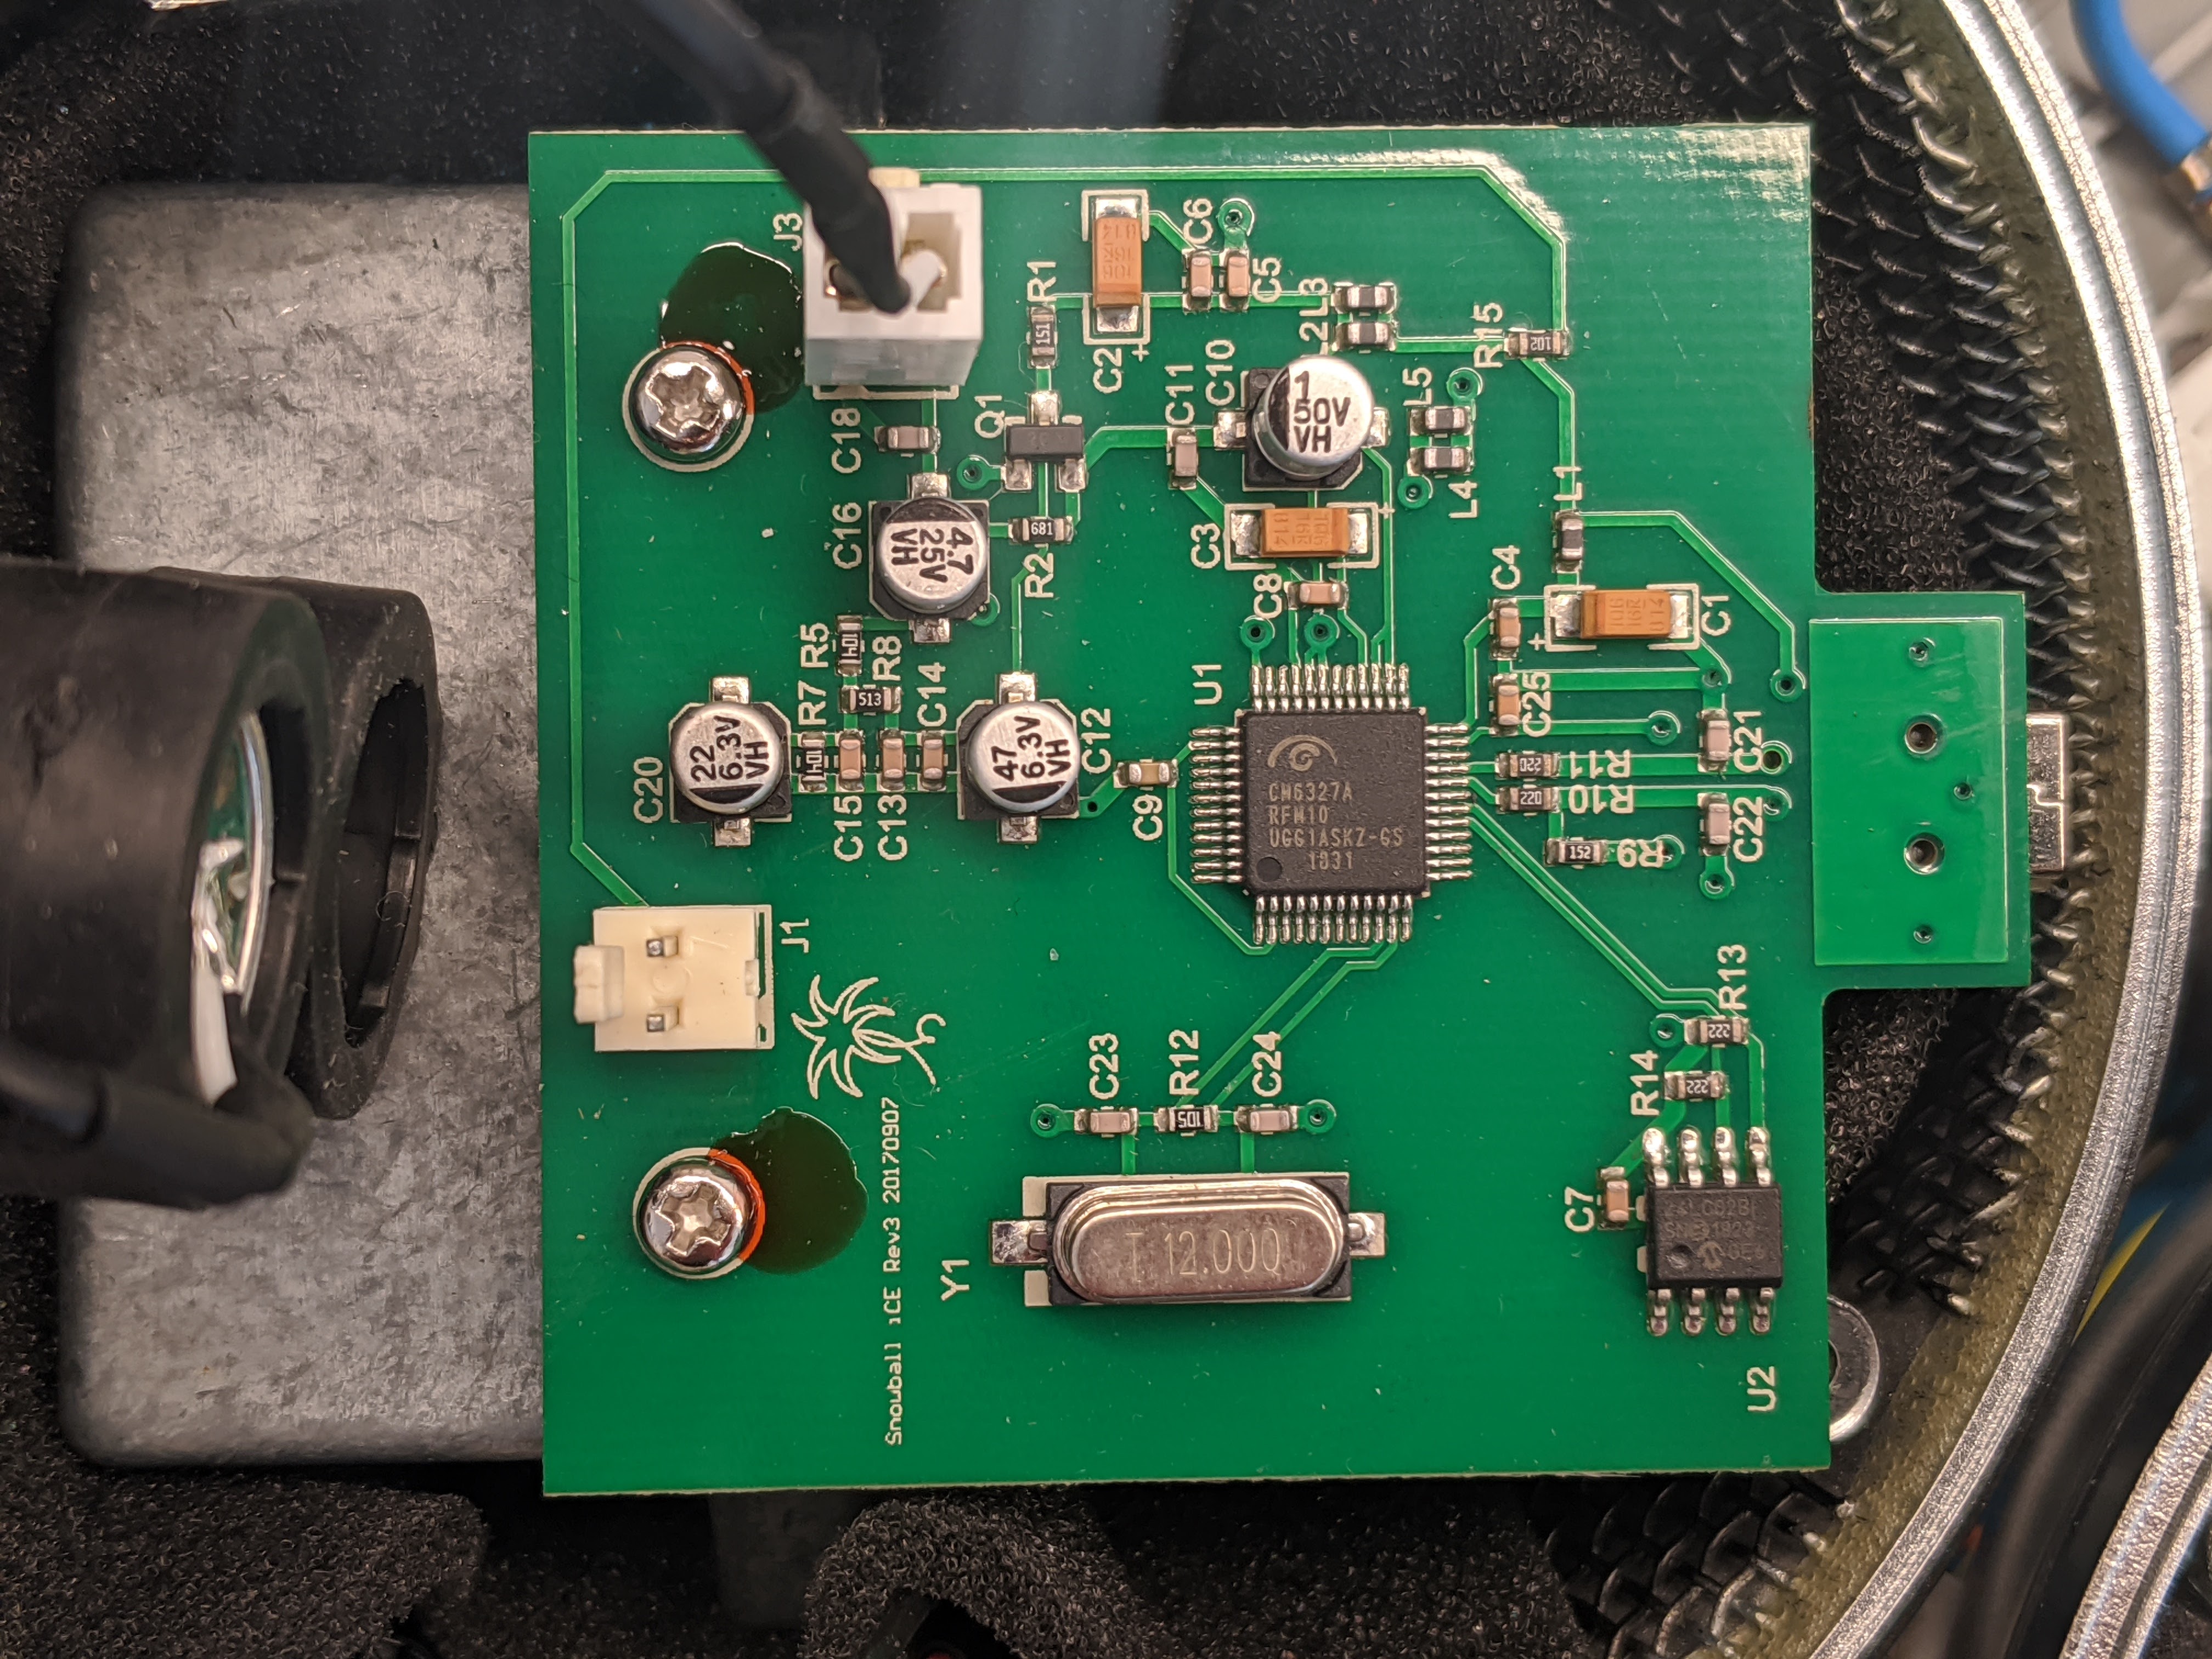 J3
C6
C5
R1
151
C2
+
L3
R15
102
C11
C10
1
50V
VH
L5
L4
L1
C18
Q1
C16
4.7
25V
VH
681
R2
C3
+
C8
C4
+
C1
R5
104
R8
513
R7
104
C14
C20
22
6.3V
VH
C15
C13
47
6.3V
VH
C12
C9
U1
CM6327A
RFM10
UGG1ASKZ-GS
1831
C25
C21
220
R11
220
R10
C22
152
R9
J1
R13
222
R14
222
C23
R12
105
C24
C7
Snowball iCE Rev3 20170907
Y1
T 12.000
U2